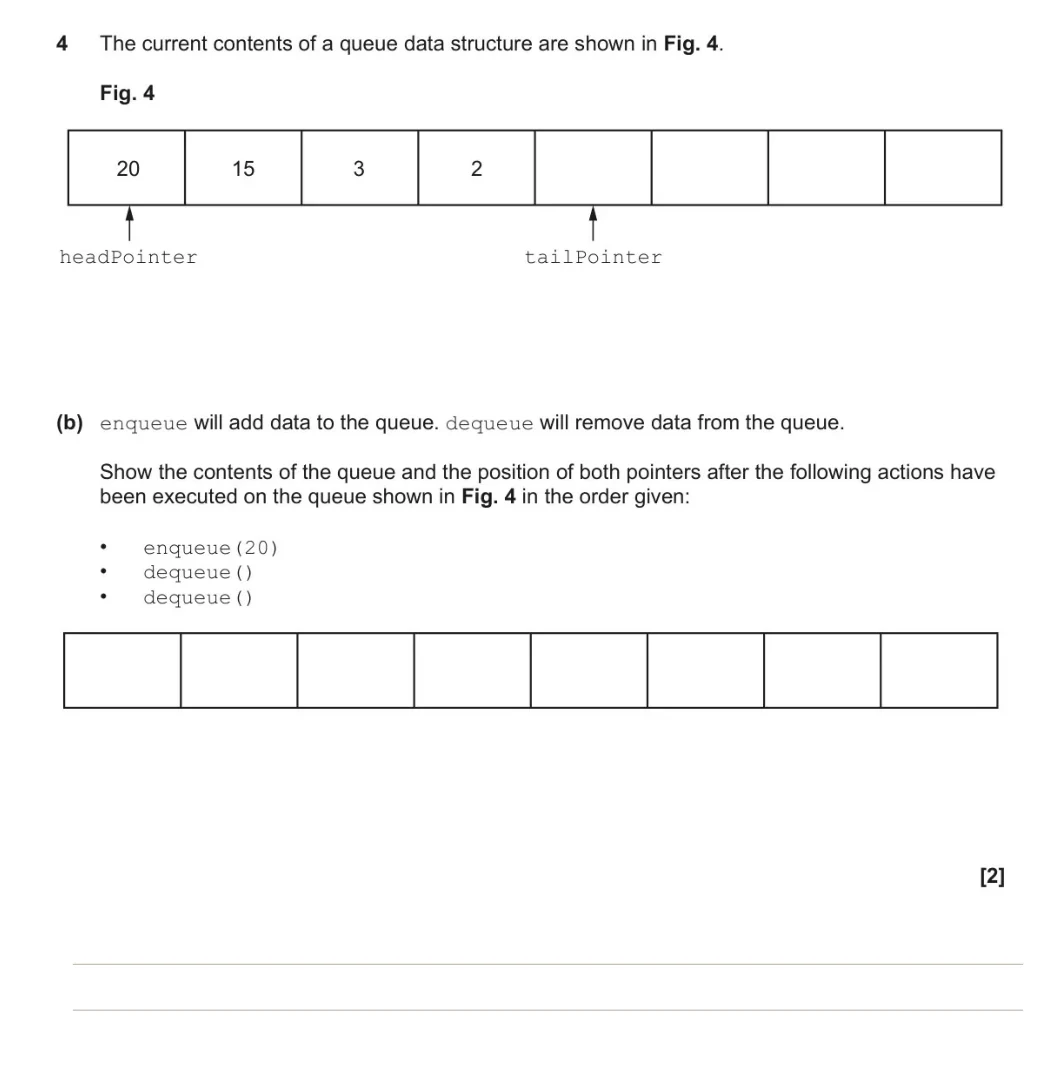 4 The current contents of a queue data structure are shown in Fig. 4.
Fig. 4
20 15 3 2
headPointer tailPointer
(b) enqueue will add data to the queue. dequeue will remove data from the queue.
Show the contents of the queue and the position of both pointers after the following actions have
been executed on the queue shown in Fig. 4 in the order given:
• enqueue(20)
• dequeue()
• dequeue()
[2]